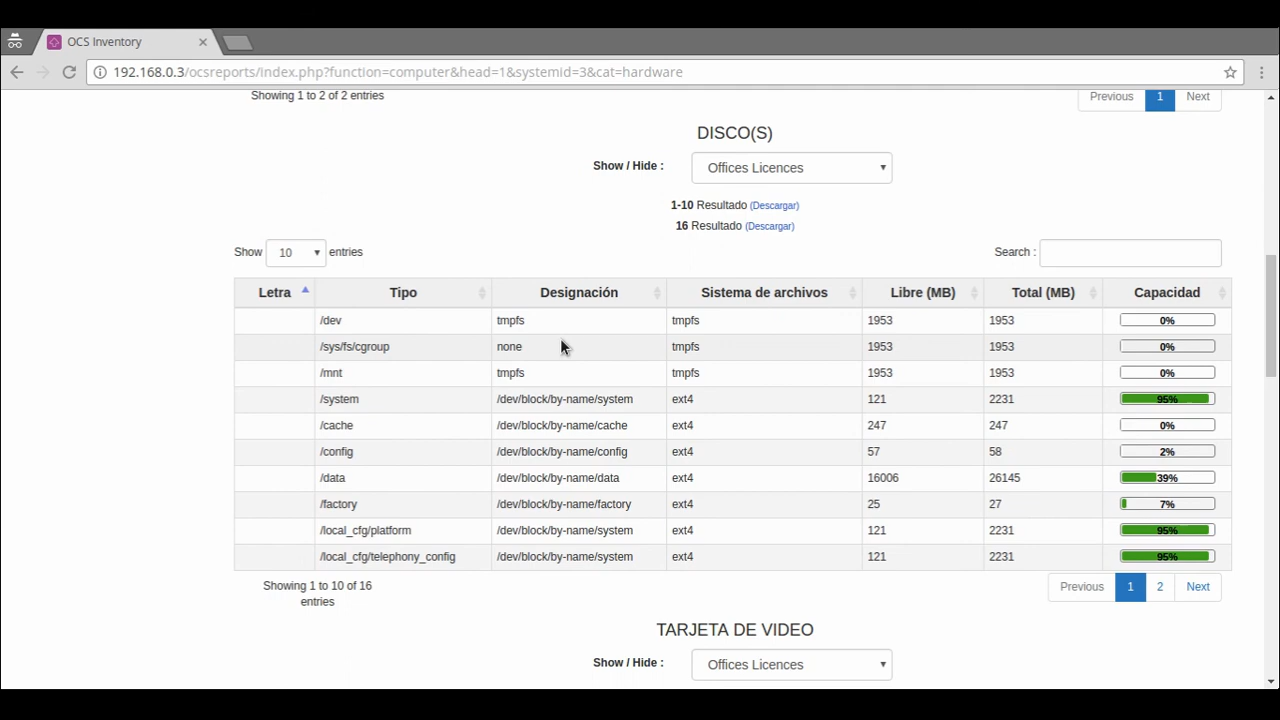 OCS Inventory
192.168.0.3/ocsreports/index.php?function=computer&head=1&systemid=3&cat=hardware
Showing 1 to 2 of 2 entries
Previous 1 Next
DISCO(S)
Show / Hide : Offices Licences
1-10 Resultado (Descargar)
16 Resultado (Descargar)
Show 10 entries Search :
Letra Tipo Designación Sistema de archivos Libre (MB) Total (MB) Capacidad
/dev tmpfs tmpfs 1953 1953 0%
/sys/fs/cgroup none tmpfs 1953 1953 0%
/mnt tmpfs tmpfs 1953 1953 0%
/system /dev/block/by-name/system ext4 121 2231 95%
/cache /dev/block/by-name/cache ext4 247 247 0%
/config /dev/block/by-name/config ext4 57 58 2%
/data /dev/block/by-name/data ext4 16006 26145 39%
/factory /dev/block/by-name/factory ext4 25 27 7%
/local_cfg/platform /dev/block/by-name/system ext4 121 2231 95%
/local_cfg/telephony_config /dev/block/by-name/system ext4 121 2231 95%
Showing 1 to 10 of 16
entries
Previous 1 2 Next
TARJETA DE VIDEO
Show / Hide : Offices Licences